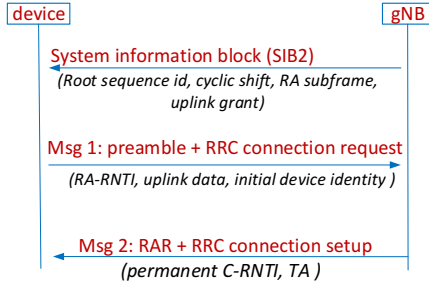 device
gNB
System information block (SIB2)
(Root sequence id, cyclic shift, RA subframe,
uplink grant)
Msg 1: preamble + RRC connection request
(RA-RNTI, uplink data, initial device identity )
Msg 2: RAR + RRC connection setup
(permanent C-RNTI, TA )